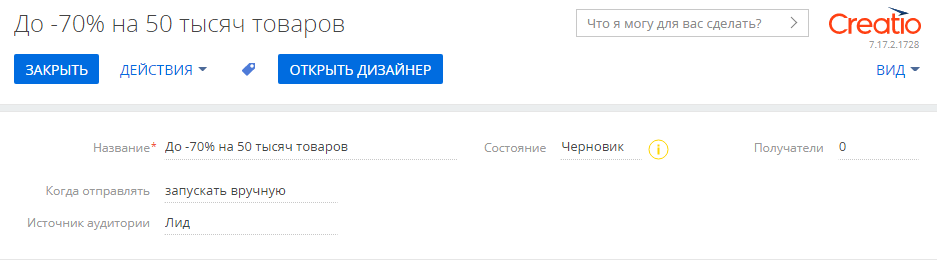 До -70% на 50 тысяч товаров
Что я могу для вас сделать?
Creatio
7.17.2.1728
ЗАКРЫТЬ ДЕЙСТВИЯ ОТКРЫТЬ ДИЗАЙНЕР ВИД
Название* До -70% на 50 тысяч товаров Состояние Черновик i Получатели 0
Когда отправлять запускать вручную
Источник аудитории Лид